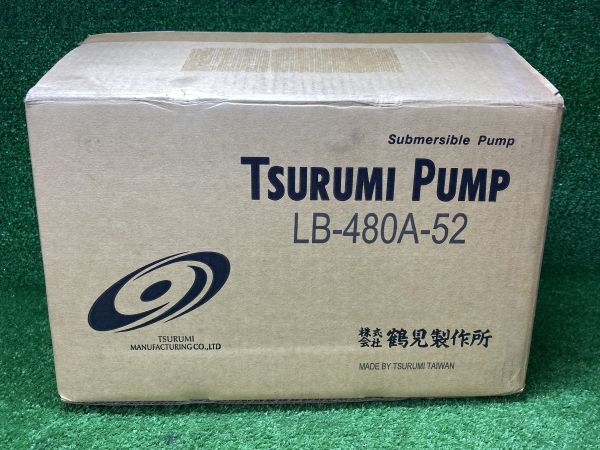 Submersible Pump
TSURUMI PUMP
LB-480A-52
TSURUMI
MANUFACTURING CO.,LTD
株式会社 鶴見製作所
MADE BY TSURUMI TAIWAN